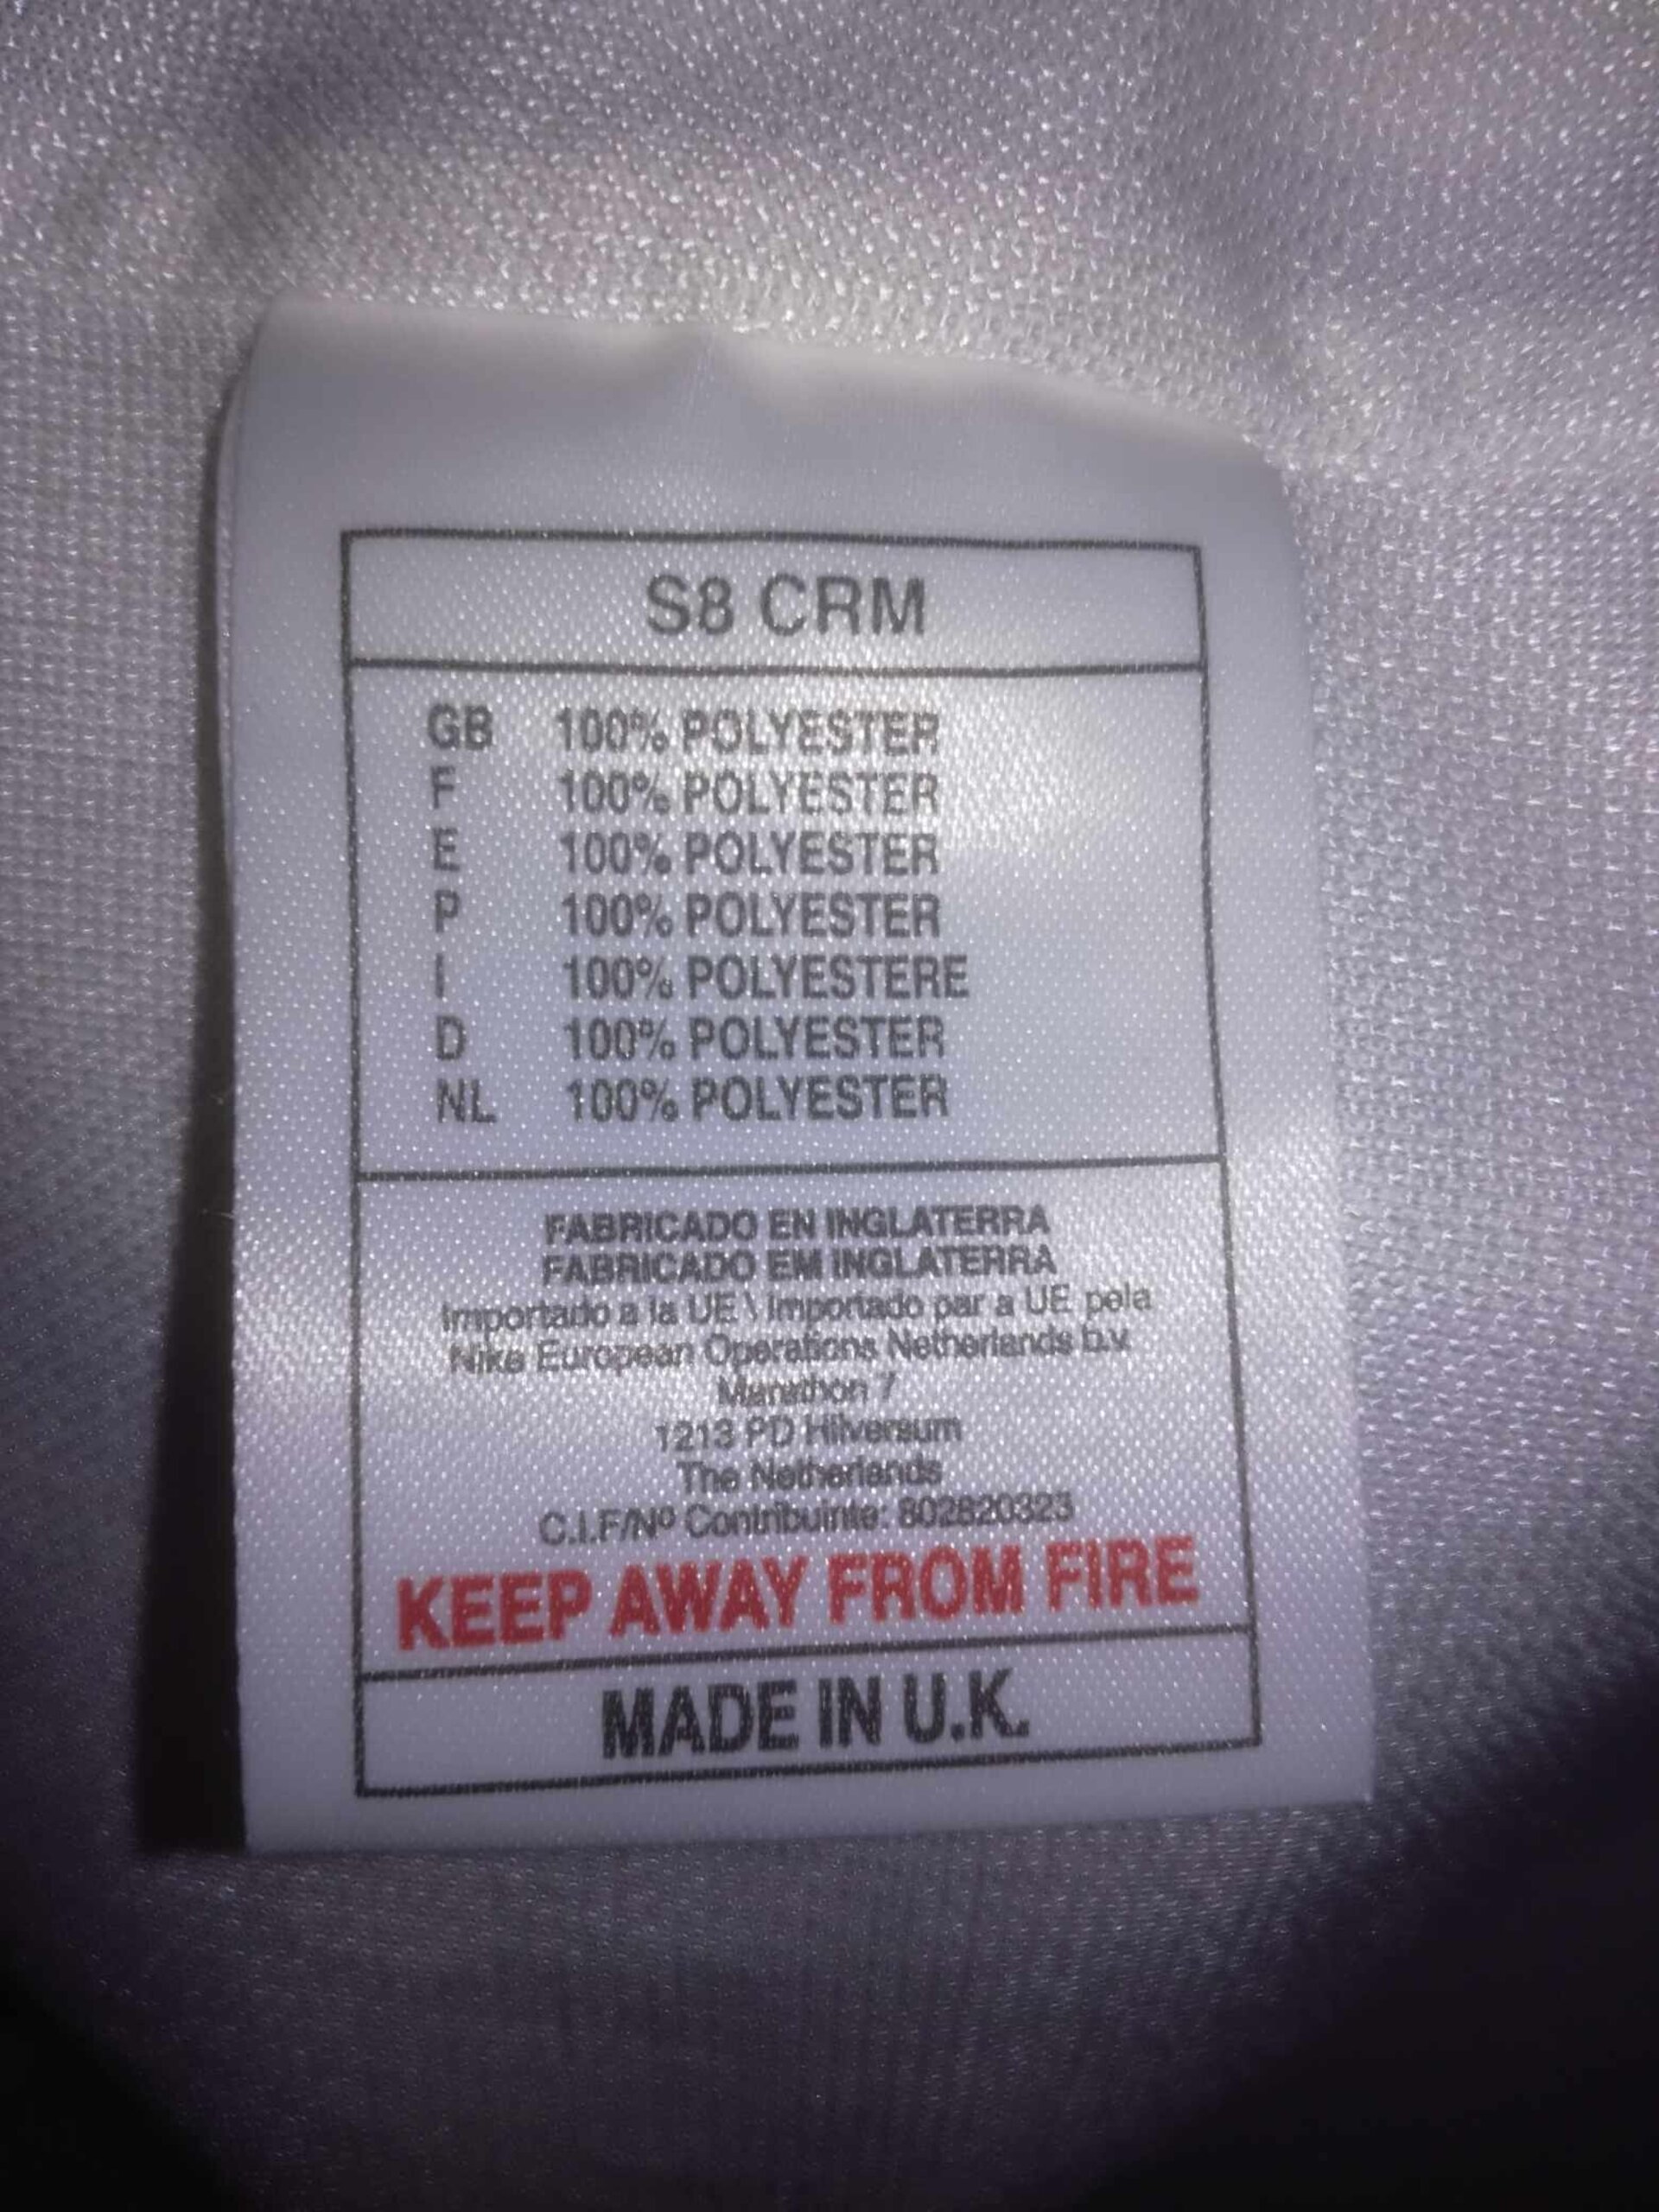 S8 CRM
GB 100% POLYESTER
F 100% POLYESTER
E 100% POLYESTER
P 100% POLYESTER
I 100% POLYESTERE
D 100% POLYESTER
NL 100% POLYESTER
FABRICADO EN INGLATERRA
FABRICADO EM INGLATERRA
Importado a la UE \ Importado par a UE pela
Nike European Operations Netherlands b.v.
Marathon 7
1213 PD Hilversum
The Netherlands
C.I.F/Nº Contribuinte: 802820323
KEEP AWAY FROM FIRE
MADE IN U.K.